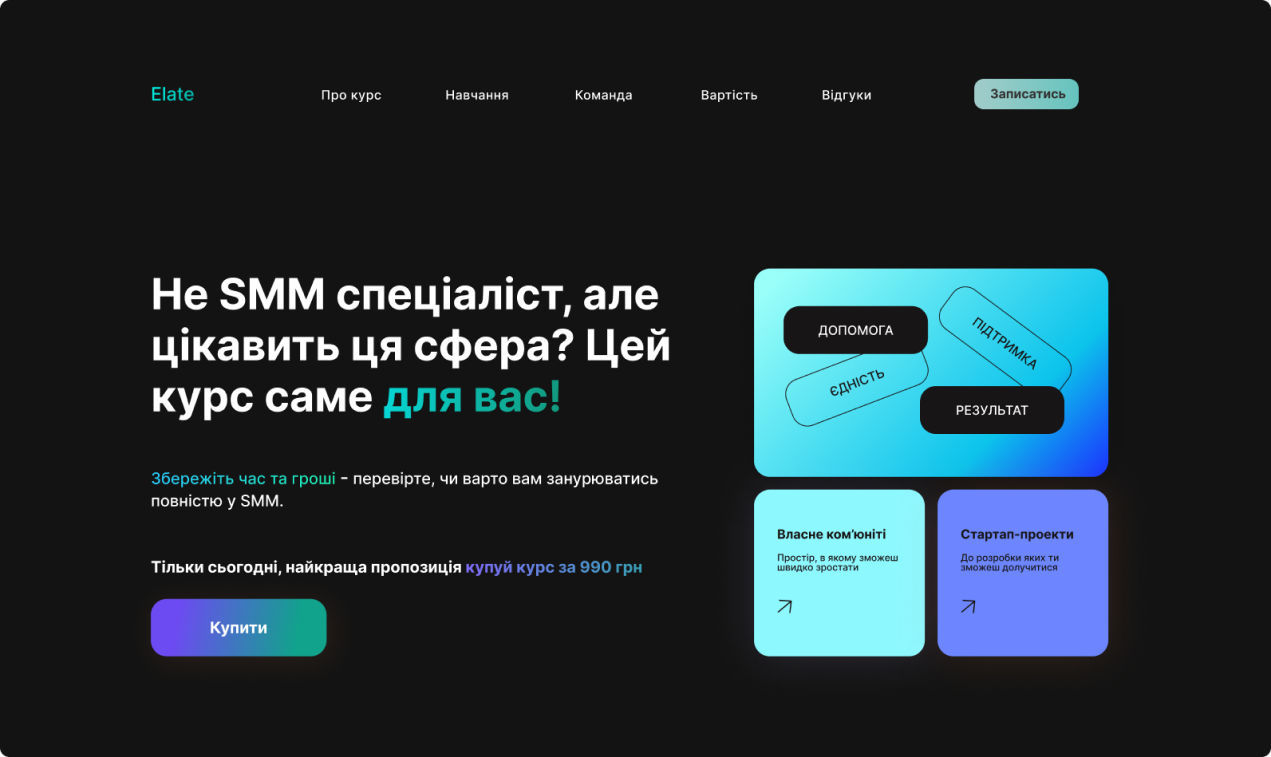 Elate
Про курс
Навчання
Команда
Вартість
Відгуки
Записатись
Не SMM спеціаліст, але
цікавить ця сфера? Цей
курс саме для вас!
Збережіть час та гроші - перевірте, чи варто вам занурюватись
повністю у SMM.
Тільки сьогодні, найкраща пропозиція купуй курс за 990 грн
Купити
ДОПОМОГА
ПІДТРИМКА
ЄДНІСТЬ
РЕЗУЛЬТАТ
Власне ком’юніті
Простір, в якому зможеш
швидко зростати
Стартап-проекти
До розробки яких ти
зможеш долучитися